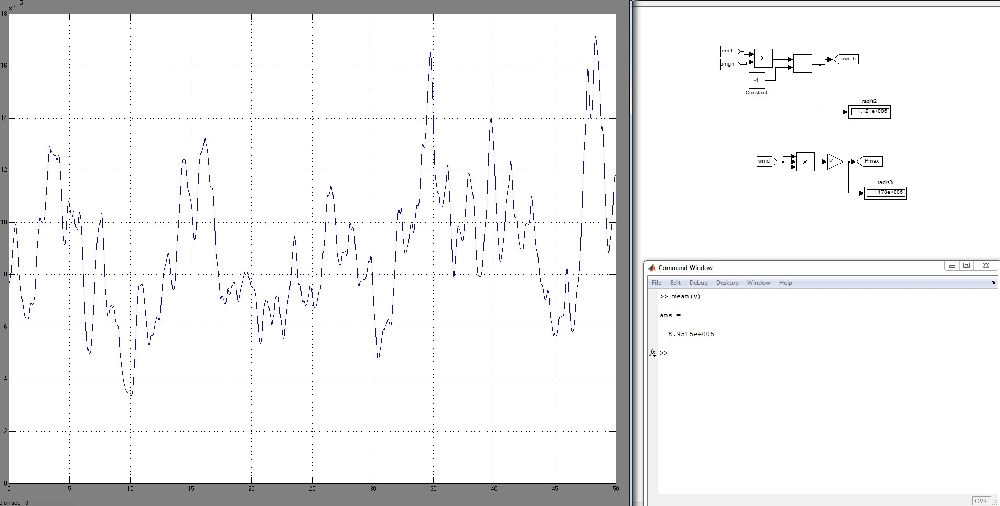 x 10 5
18
16
14
12
10
8
6
4
2
0
0 5 10 15 20 25 30 35 40 45 50
e offset: 0
emT
omgh
×
×
-1
Constant
pwr_h
rad/s2
1.121e+006
wind
×
-K-
Pmax
rad/s3
1.178e+006
Command Window
File Edit Debug Desktop Window Help
>> mean(y)
ans =
8.9515e+005
fx >>
OVR